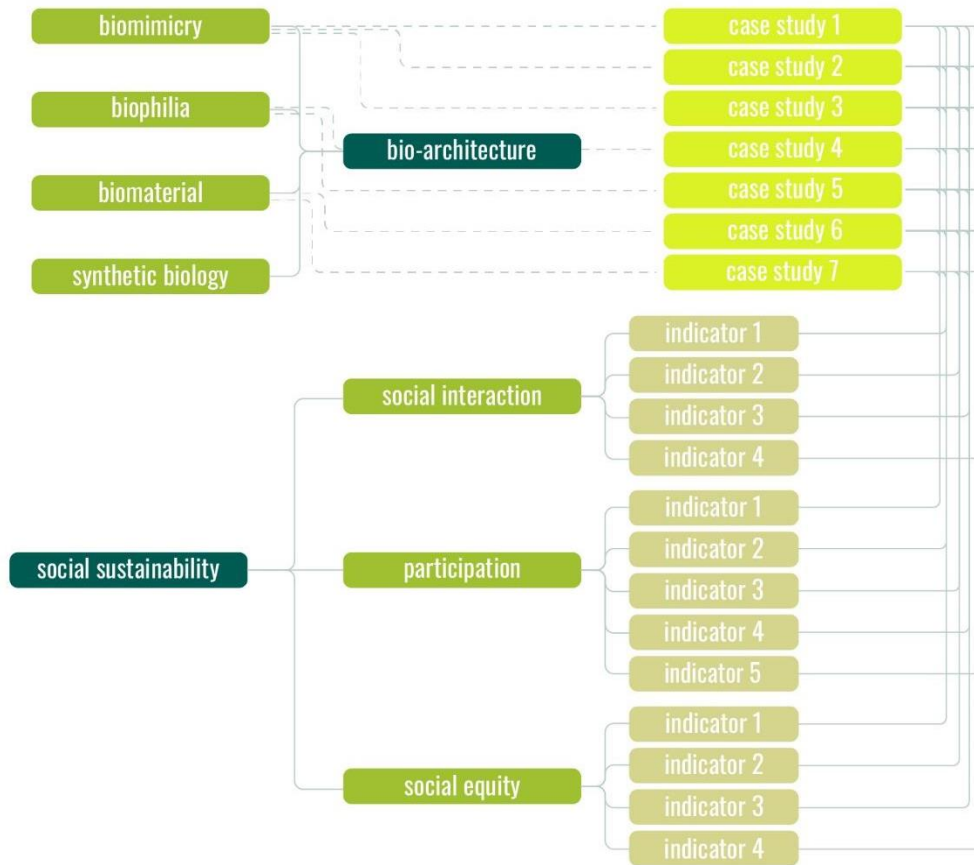 biomimicry
case study 1
case study 2
biophilia
case study 3
bio-architecture
case study 4
biomaterial
case study 5
case study 6
synthetic biology
case study 7
indicator 1
indicator 2
social interaction
indicator 3
indicator 4
indicator 1
indicator 2
social sustainability
participation
indicator 3
indicator 4
indicator 5
indicator 1
indicator 2
social equity
indicator 3
indicator 4